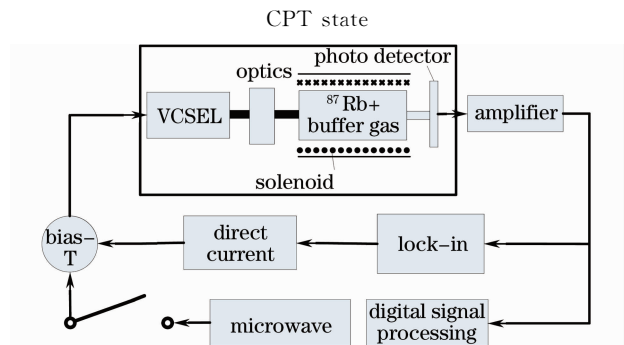 CPT state
photo detector
optics
VCSEL
⁸⁷Rb+
buffer gas
amplifier
solenoid
bias–
T
direct
current
lock–in
microwave
digital signal
processing